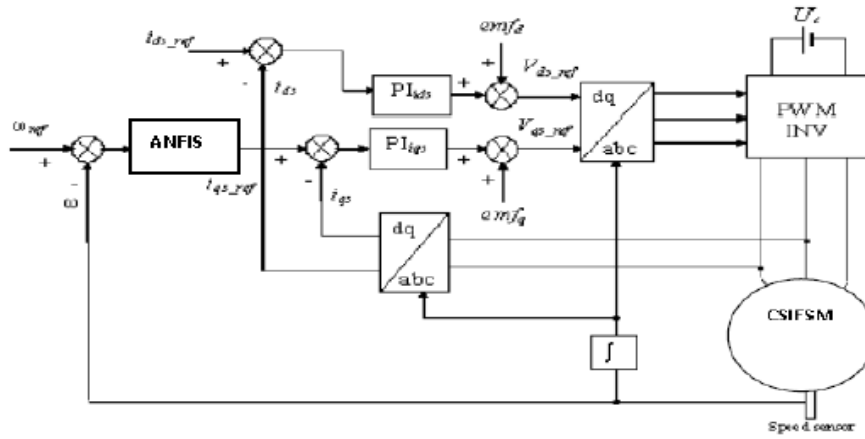 i_ds_ref
+
-
i_ds
PI_ids
+
emf_d
+
V_ds_ref
U_c
dq
abc
PWM
INV
ω_ref
+
-
ω
ANFIS
i_qs_ref
+
-
i_qs
PI_iqs
+
+
V_qs_ref
emf_q
dq
abc
CSIFSM
∫
Speed sensor